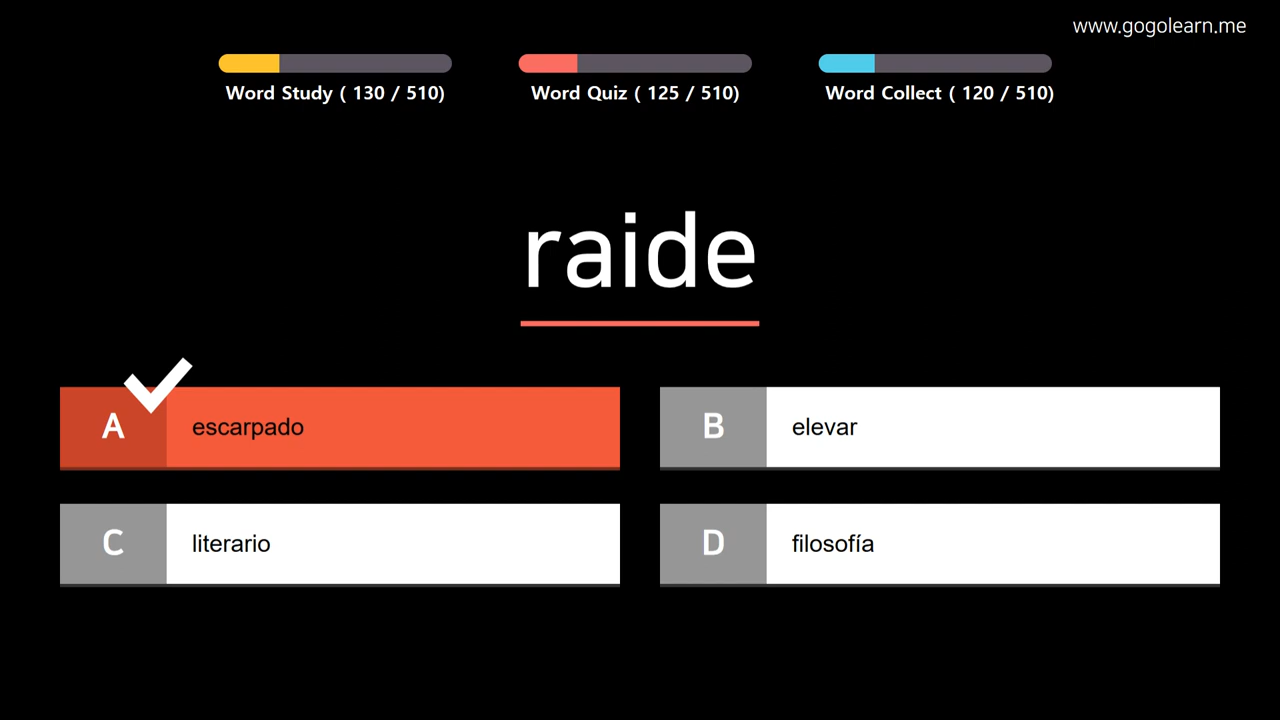 www.gogolearn.me
Word Study ( 130 / 510)
Word Quiz ( 125 / 510)
Word Collect ( 120 / 510)
raide
A escarpado
B elevar
C literario
D filosofía